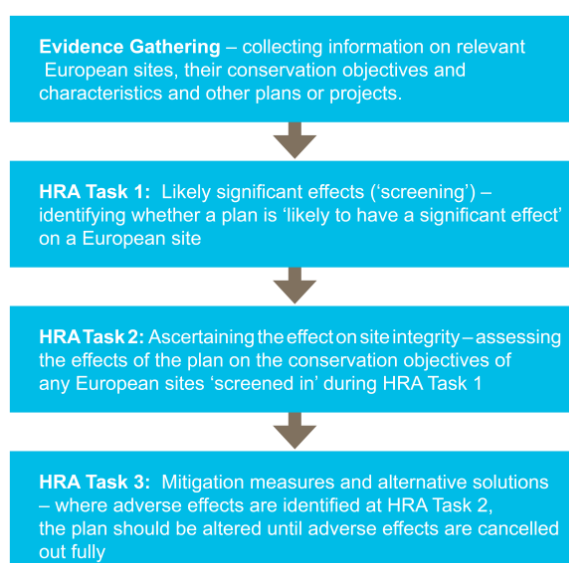 Evidence Gathering – collecting information on relevant
European sites, their conservation objectives and
characteristics and other plans or projects.
HRA Task 1: Likely significant effects (‘screening’) –
identifying whether a plan is ‘likely to have a significant effect’
on a European site
HRA Task 2: Ascertaining the effect on site integrity – assessing
the effects of the plan on the conservation objectives of
any European sites ‘screened in’ during HRA Task 1
HRA Task 3: Mitigation measures and alternative solutions
– where adverse effects are identified at HRA Task 2,
the plan should be altered until adverse effects are cancelled
out fully